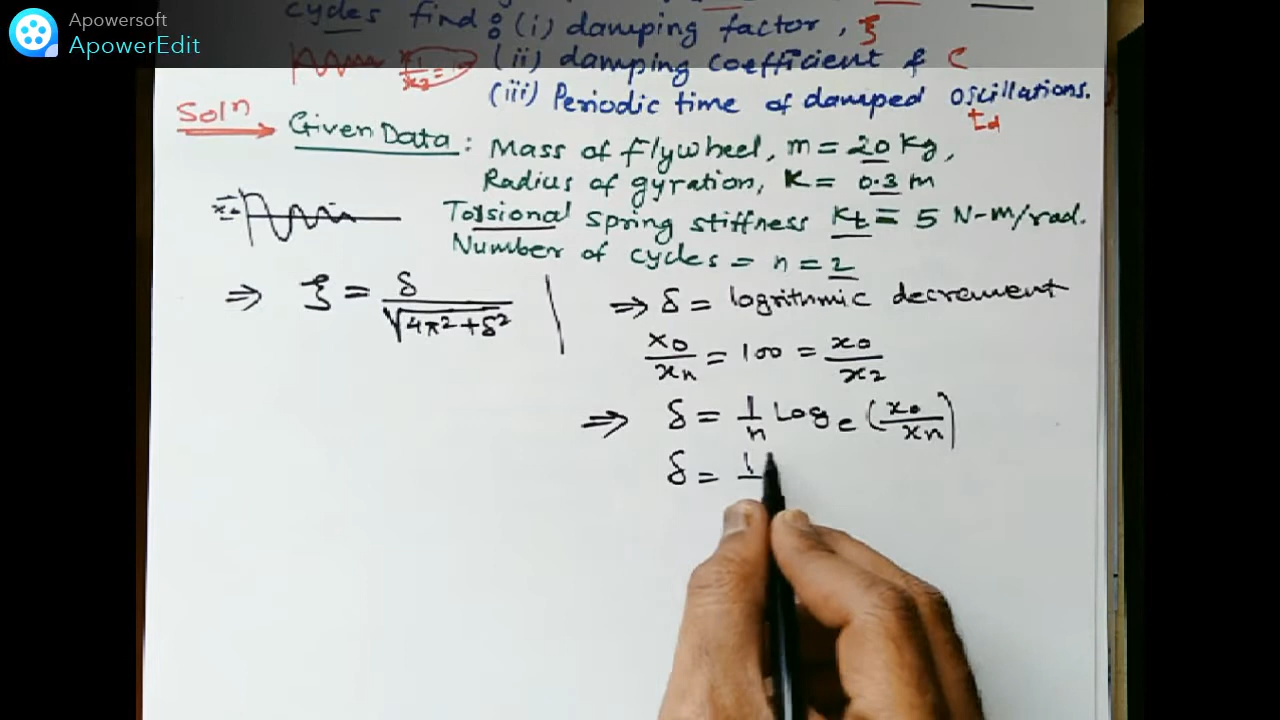 Apowersoft
ApowerEdit
cycles find : (i) damping factor, ξ
(ii) damping coefficient & C
(iii) Periodic time of damped oscillations.
td
Solⁿ
Given Data : Mass of flywheel, m = 20 kg,
Radius of gyration, K = 0.3 m
Torsional spring stiffness Kt = 5 N-m/rad.
Number of cycles = n = 2
⇒ ξ = δ/√4π²+δ²
⇒ δ = logrithmic decrement
x0/xn = 100 = x0/x2
⇒ δ = 1/n Loge (x0/xn)
δ = 1